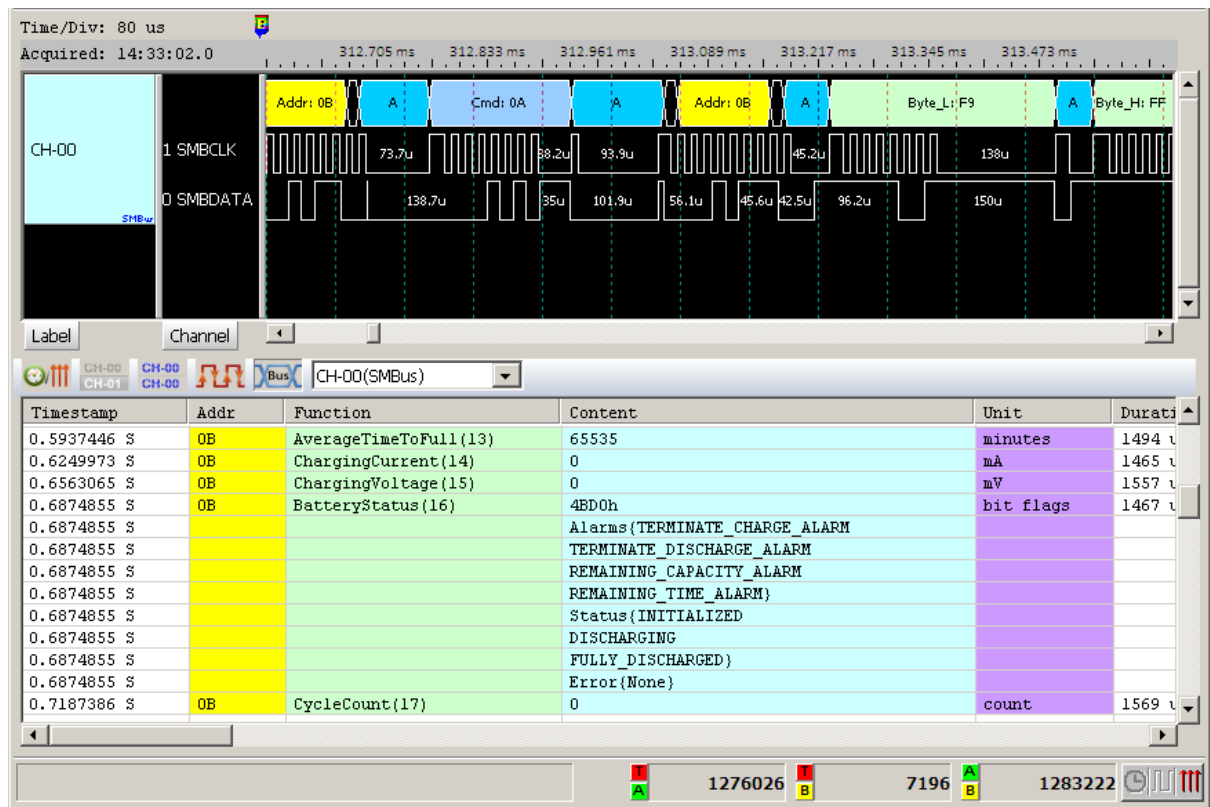 Time/Div: 80 us
B
Acquired: 14:33:02.0 312.705 ms 312.833 ms 312.961 ms 313.089 ms 313.217 ms 313.345 ms 313.473 ms
Addr: 0B A Cmd: 0A A Addr: 0B A Byte_L: F9 A Byte_H: FF
CH-00 1 SMBCLK 73.7u 38.2u 93.9u 45.2u 138u
0 SMBDATA 138.7u 35u 101.9u 56.1u 45.6u 42.5u 96.2u 150u
Label Channel
CH-00 CH-00
CH-01 CH-00 Bus CH-00(SMBus)
Timestamp Addr Function Content Unit Durati
0.5937446 S 0B AverageTimeToFull(13) 65535 minutes 1494 u
0.6249973 S 0B ChargingCurrent(14) 0 mA 1465 u
0.6563065 S 0B ChargingVoltage(15) 0 mV 1557 u
0.6874855 S 0B BatteryStatus(16) 4BD0h bit flags 1467 u
0.6874855 S Alarms{TERMINATE_CHARGE_ALARM
0.6874855 S TERMINATE_DISCHARGE_ALARM
0.6874855 S REMAINING_CAPACITY_ALARM
0.6874855 S REMAINING_TIME_ALARM}
0.6874855 S Status{INITIALIZED
0.6874855 S DISCHARGING
0.6874855 S FULLY_DISCHARGED}
0.6874855 S Error{None}
0.7187386 S 0B CycleCount(17) 0 count 1569 u
T A 1276026 T B 7196 A B 1283222